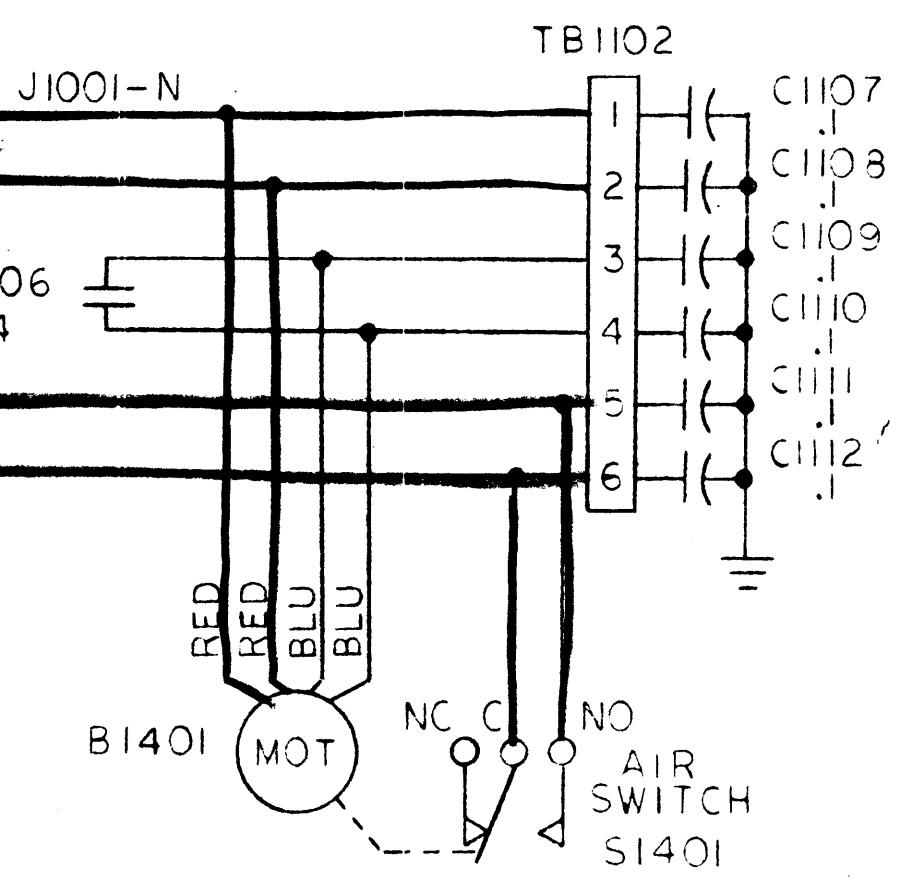 TB1102
J1001-N
1
C1107
.1
2
C1108
.1
3
C1109
.1
06
4
C1110
.1
5
C1111
.1
6
C1112
.1
RED
RED
BLU
BLU
NC
C
NO
B1401
MOT
AIR
SWITCH
S1401